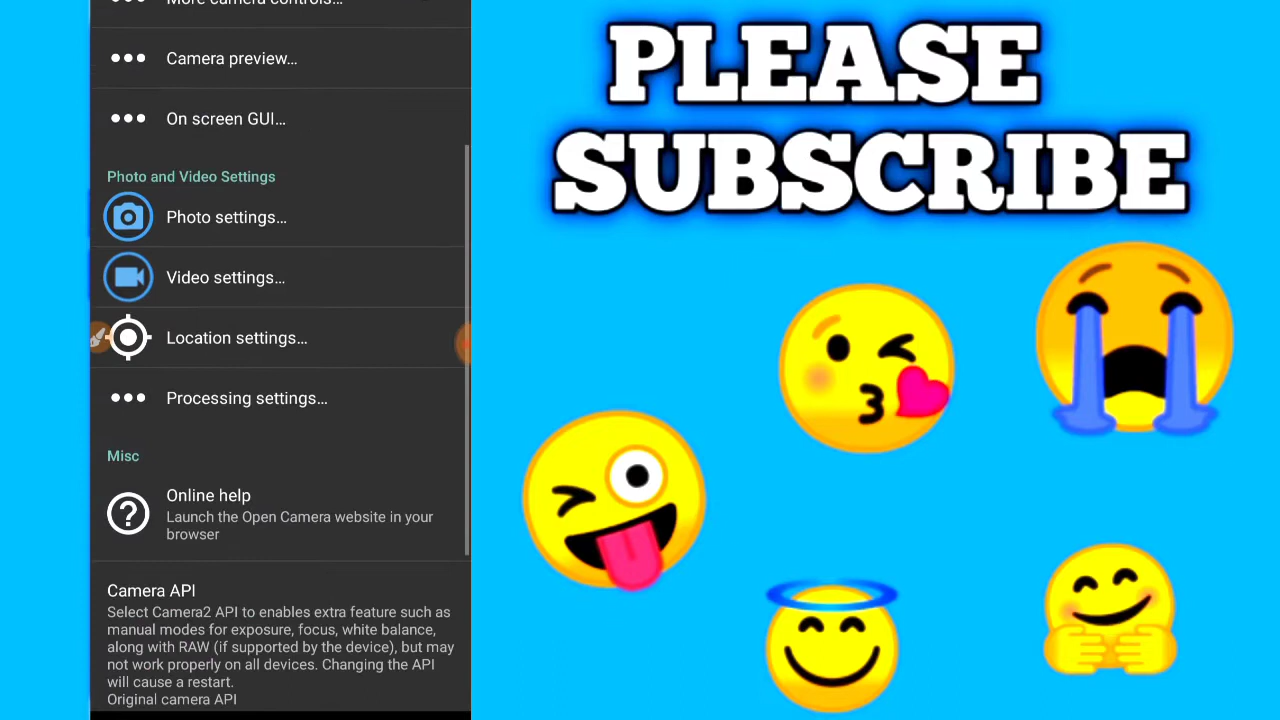 More camera controls...
Camera preview...
On screen GUI...
Photo and Video Settings
Photo settings...
Video settings...
Location settings...
Processing settings...
Misc
Online help
Launch the Open Camera website in your
browser
Camera API
Select Camera2 API to enables extra feature such as
manual modes for exposure, focus, white balance,
along with RAW (if supported by the device), but may
not work properly on all devices. Changing the API
will cause a restart.
Original camera API
PLEASE
SUBSCRIBE